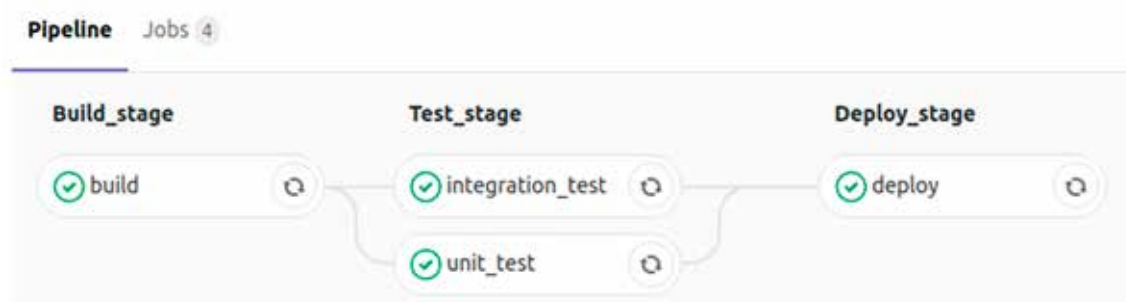 Pipeline Jobs 4
Build_stage Test_stage Deploy_stage
build integration_test deploy
unit_test